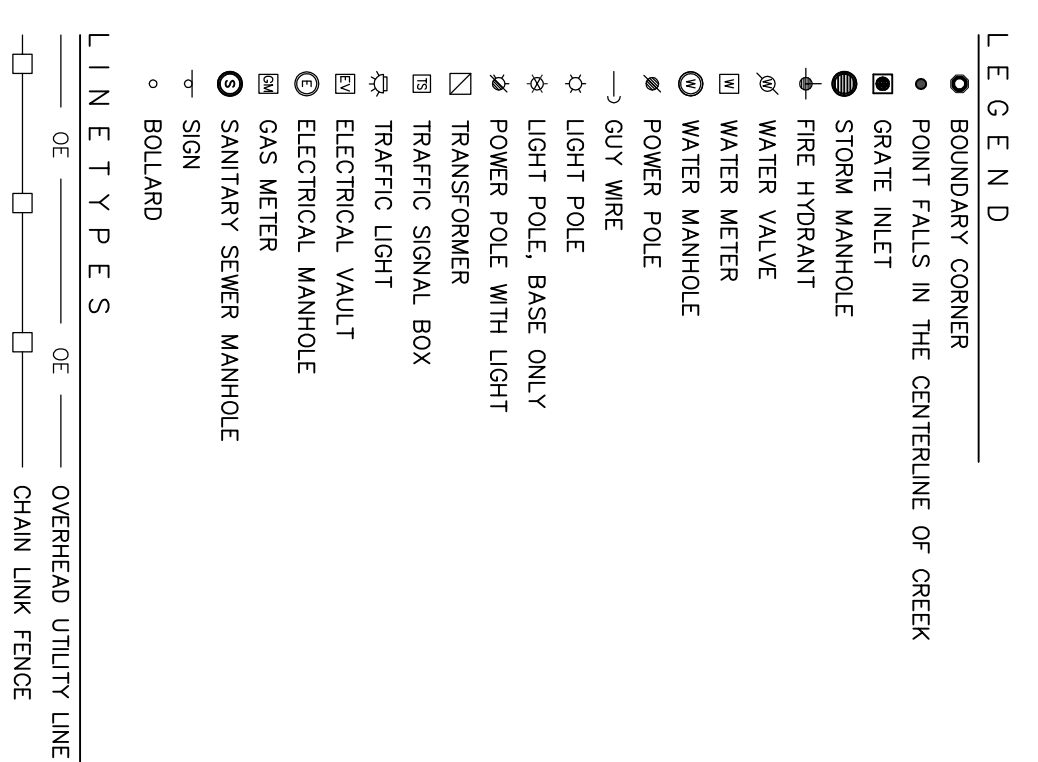 LEGEND
BOUNDARY CORNER
POINT FALLS IN THE CENTERLINE OF CREEK
GRATE INLET
STORM MANHOLE
FIRE HYDRANT
W WATER VALVE
W WATER METER
W WATER MANHOLE
POWER POLE
GUY WIRE
LIGHT POLE
LIGHT POLE, BASE ONLY
POWER POLE WITH LIGHT
TRANSFORMER
TS TRAFFIC SIGNAL BOX
TRAFFIC LIGHT
EV ELECTRICAL VAULT
E ELECTRICAL MANHOLE
GM GAS METER
S SANITARY SEWER MANHOLE
SIGN
BOLLARD
LINETYPES
OE OE OVERHEAD UTILITY LINE
CHAIN LINK FENCE